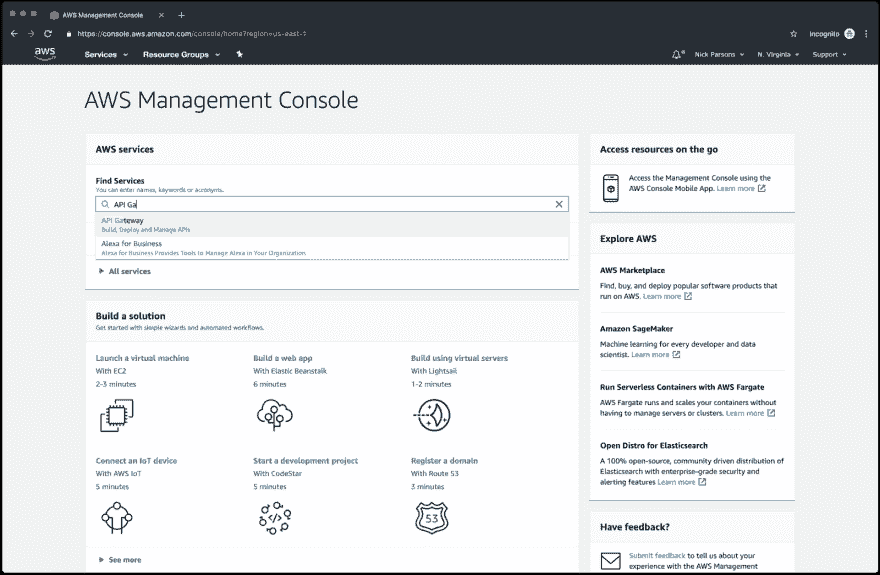 AWS Management Console
https://console.aws.amazon.com/console/home?region=us-east-1
Incognito
aws
Services
Resource Groups
Nick Parsons
N. Virginia
Support
AWS Management Console
AWS services
Find Services
You can enter names, keywords or acronyms.
API Ga
API Gateway
Build, Deploy and Manage APIs
Alexa for Business
Alexa for Business Provides Tools to Manage Alexa in Your Organization
All services
Build a solution
Get started with simple wizards and automated workflows.
Launch a virtual machine
With EC2
2-3 minutes
Build a web app
With Elastic Beanstalk
6 minutes
Build using virtual servers
With Lightsail
1-2 minutes
Connect an IoT device
With AWS IoT
5 minutes
Start a development project
With CodeStar
5 minutes
Register a domain
With Route 53
3 minutes
53
See more
Access resources on the go
Access the Management Console using the
AWS Console Mobile App. Learn more
Explore AWS
AWS Marketplace
Find, buy, and deploy popular software products that
run on AWS. Learn more
Amazon SageMaker
Machine learning for every developer and data
scientist. Learn more
Run Serverless Containers with AWS Fargate
AWS Fargate runs and scales your containers without
having to manage servers or clusters. Learn more
Open Distro for Elasticsearch
A 100% open-source, community driven distribution of
Elasticsearch with enterprise-grade security and
alerting features Learn more
Have feedback?
Submit feedback to tell us about your
experience with the AWS Management